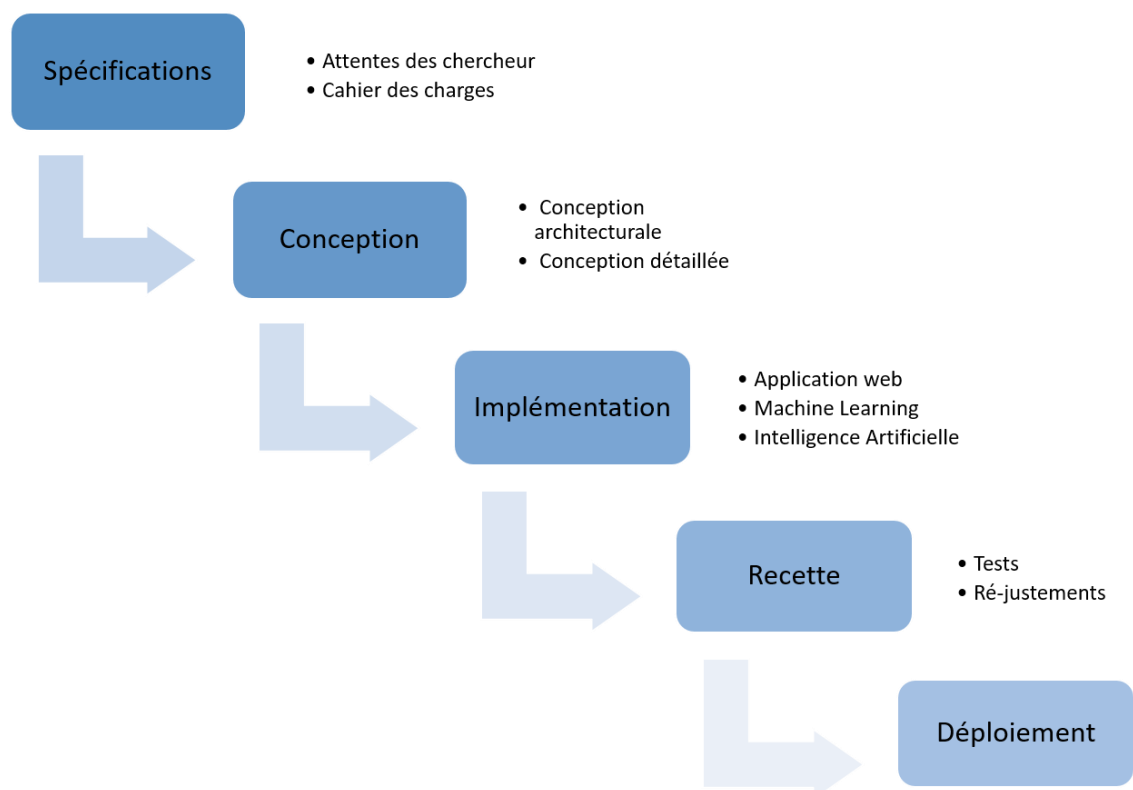 Spécifications
• Attentes des chercheur
• Cahier des charges
Conception
• Conception
architecturale
• Conception détaillée
Implémentation
• Application web
• Machine Learning
• Intelligence Artificielle
Recette
• Tests
• Ré-justements
Déploiement